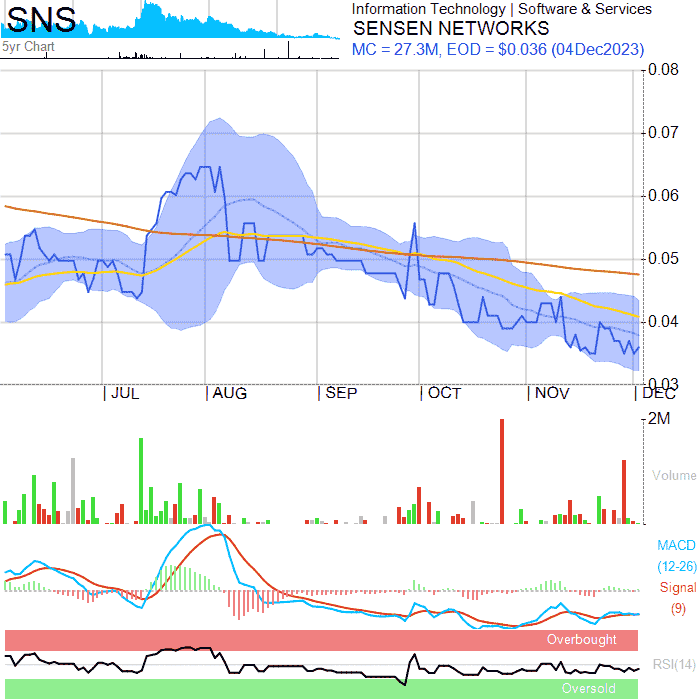 SNS
5yr Chart
Information Technology | Software & Services
SENSEN NETWORKS
MC = 27.3M, EOD = $0.036 (04Dec2023)
0.08
0.07
0.06
0.05
0.04
0.03
JUL AUG SEP OCT NOV DEC
2M
Volume
MACD
(12-26)
Signal
(9)
Overbought
RSI(14)
Oversold